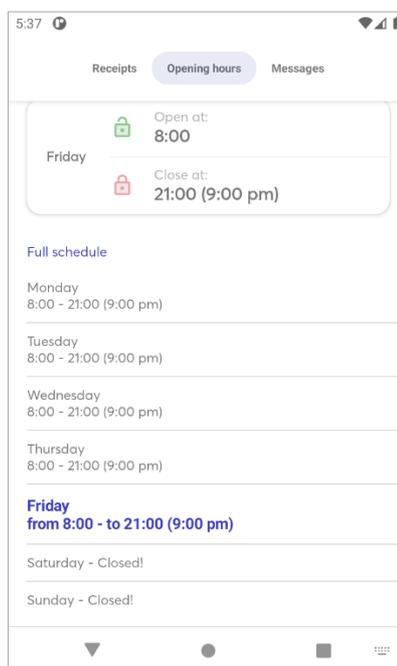 5:37
Receipts Opening hours Messages
Friday
Open at:
8:00
Close at:
21:00 (9:00 pm)
Full schedule
Monday
8:00 - 21:00 (9:00 pm)
Tuesday
8:00 - 21:00 (9:00 pm)
Wednesday
8:00 - 21:00 (9:00 pm)
Thursday
8:00 - 21:00 (9:00 pm)
Friday
from 8:00 - to 21:00 (9:00 pm)
Saturday - Closed!
Sunday - Closed!